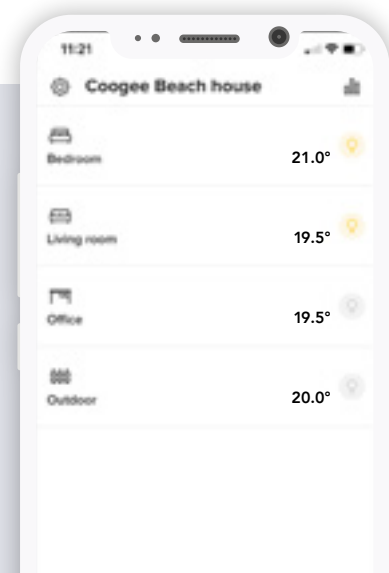 11:21
Coogee Beach house
Bedroom
21.0°
Living room
19.5°
Office
19.5°
Outdoor
20.0°